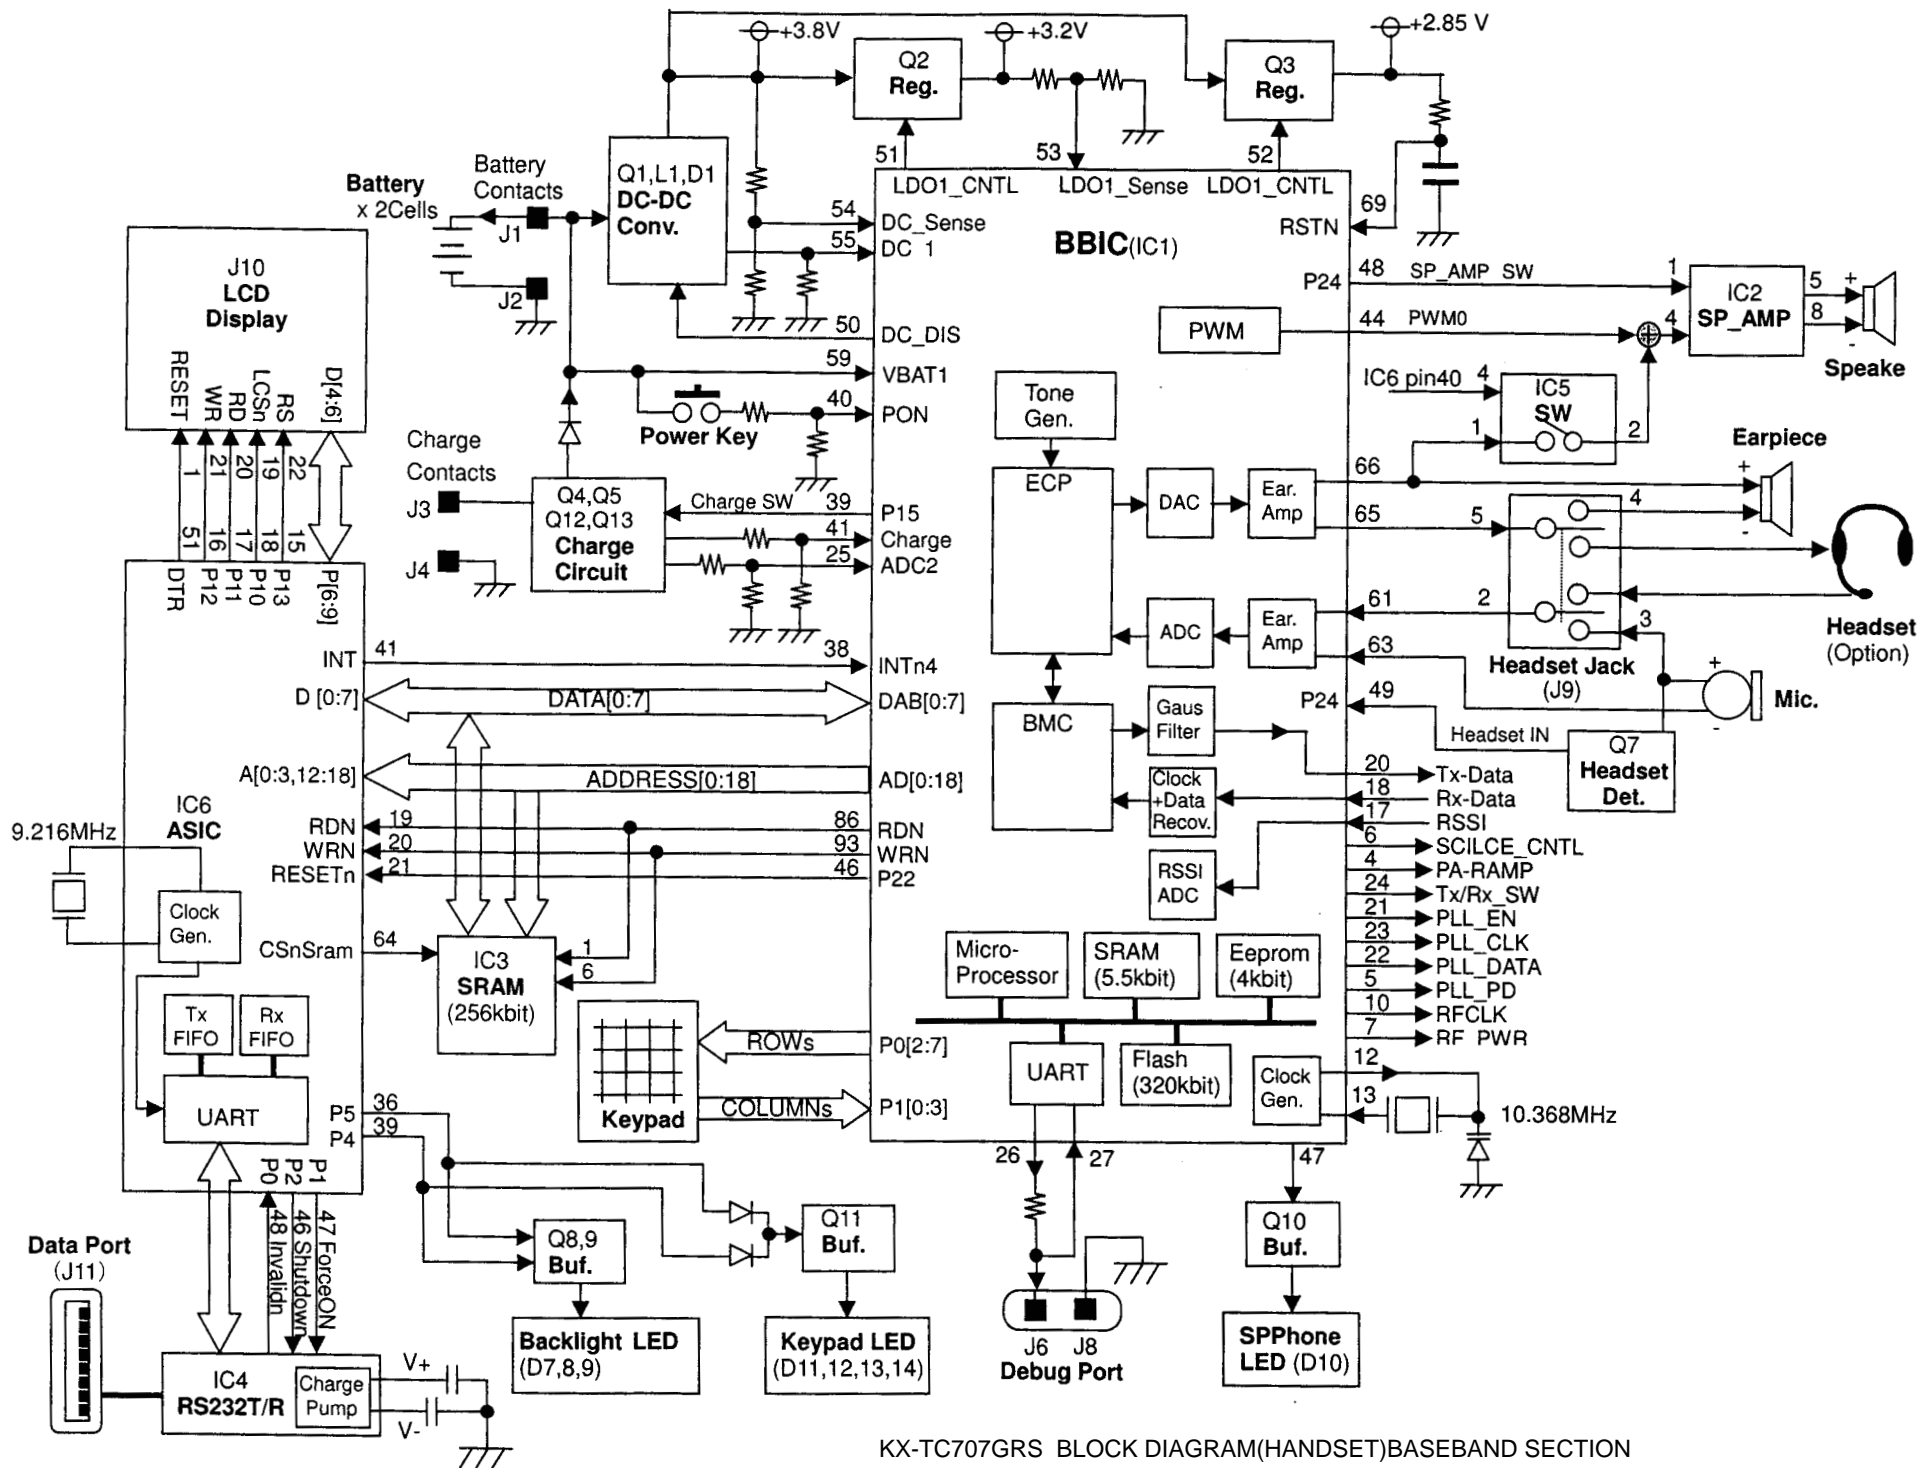 +3.8V
+3.2V
+2.85 V
Q2
Reg.
Q3
Reg.
Q1,L1,D1
DC-DC
Conv.
Battery
Contacts
Battery
x 2Cells
J1
J2
51
53
52
LDO1_CNTL
LDO1_Sense
LDO1_CNTL
BBIC(IC1)
54
DC_Sense
55
DC 1
50
DC_DIS
59
VBAT1
40
PON
Power Key
69
RSTN
P24
48
SP_AMP SW
1
IC2
SP_AMP
5
+
8
-
Speake
PWM
44
PWM0
4
IC6 pin40
4
IC5
SW
1
2
Earpiece
+
-
J10
LCD
Display
RESET
WR
RD
LCSn
RS
D[4:6]
1
21
20
19
22
51
16
17
18
15
DTR
P12
P11
P10
P13
P[6:9]
Charge
Contacts
J3
J4
Q4,Q5
Q12,Q13
Charge
Circuit
Charge SW
39
P15
41
Charge
25
ADC2
Tone
Gen.
ECP
DAC
Ear.
Amp
66
65
5
4
ADC
Ear.
Amp
61
2
3
63
Headset Jack
(J9)
Headset
(Option)
+
-
Mic.
P24
49
Headset IN
Q7
Headset
Det.
INT
41
38
INTn4
D [0:7]
DATA[0:7]
DAB[0:7]
A[0:3,12:18]
ADDRESS[0:18]
AD[0:18]
IC6
ASIC
9.216MHz
RDN
19
86
RDN
WRN
20
93
WRN
RESETn
21
46
P22
Clock
Gen.
CSnSram
64
IC3
SRAM
(256kbit)
1
6
BMC
Gaus
Filter
Clock
+Data
Recov.
RSSI
ADC
20
Tx-Data
18
Rx-Data
17
RSSI
6
SCILCE_CNTL
4
PA-RAMP
24
Tx/Rx_SW
21
PLL_EN
23
PLL_CLK
22
PLL_DATA
5
PLL_PD
10
RFCLK
7
RF PWR
Micro-
Processor
SRAM
(5.5kbit)
Eeprom
(4kbit)
UART
Flash
(320kbit)
Clock
Gen.
12
13
10.368MHz
Tx
FIFO
Rx
FIFO
UART
Keypad
ROWs
P0[2:7]
COLUMNs
P1[0:3]
P5
36
P4
39
P0
P2
P1
48 Invalidn
46 Shutdown
47 ForceON
26
27
47
Q8,9
Buf.
Q11
Buf.
Q10
Buf.
Data Port
(J11)
IC4
RS232T/R
Charge
Pump
V+
V-
Backlight LED
(D7,8,9)
Keypad LED
(D11,12,13,14)
J6
J8
Debug Port
SPPhone
LED (D10)
KX-TC707GRS BLOCK DIAGRAM(HANDSET)BASEBAND SECTION